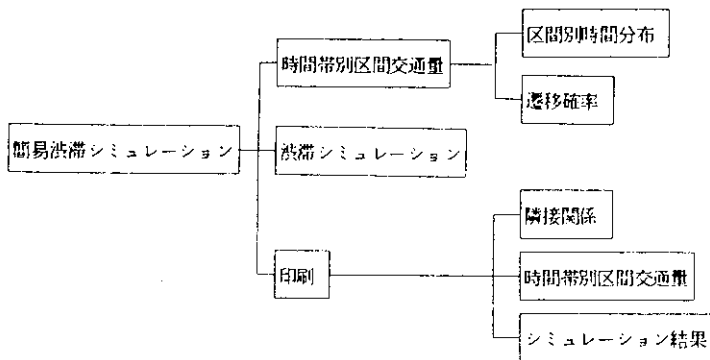 区間別時間分布
時間帯別区間交通量
遷移確率
簡易渋滞シミュレーション
渋滞シミュレーション
隣接関係
印刷
時間帯別区間交通量
シミュレーション結果